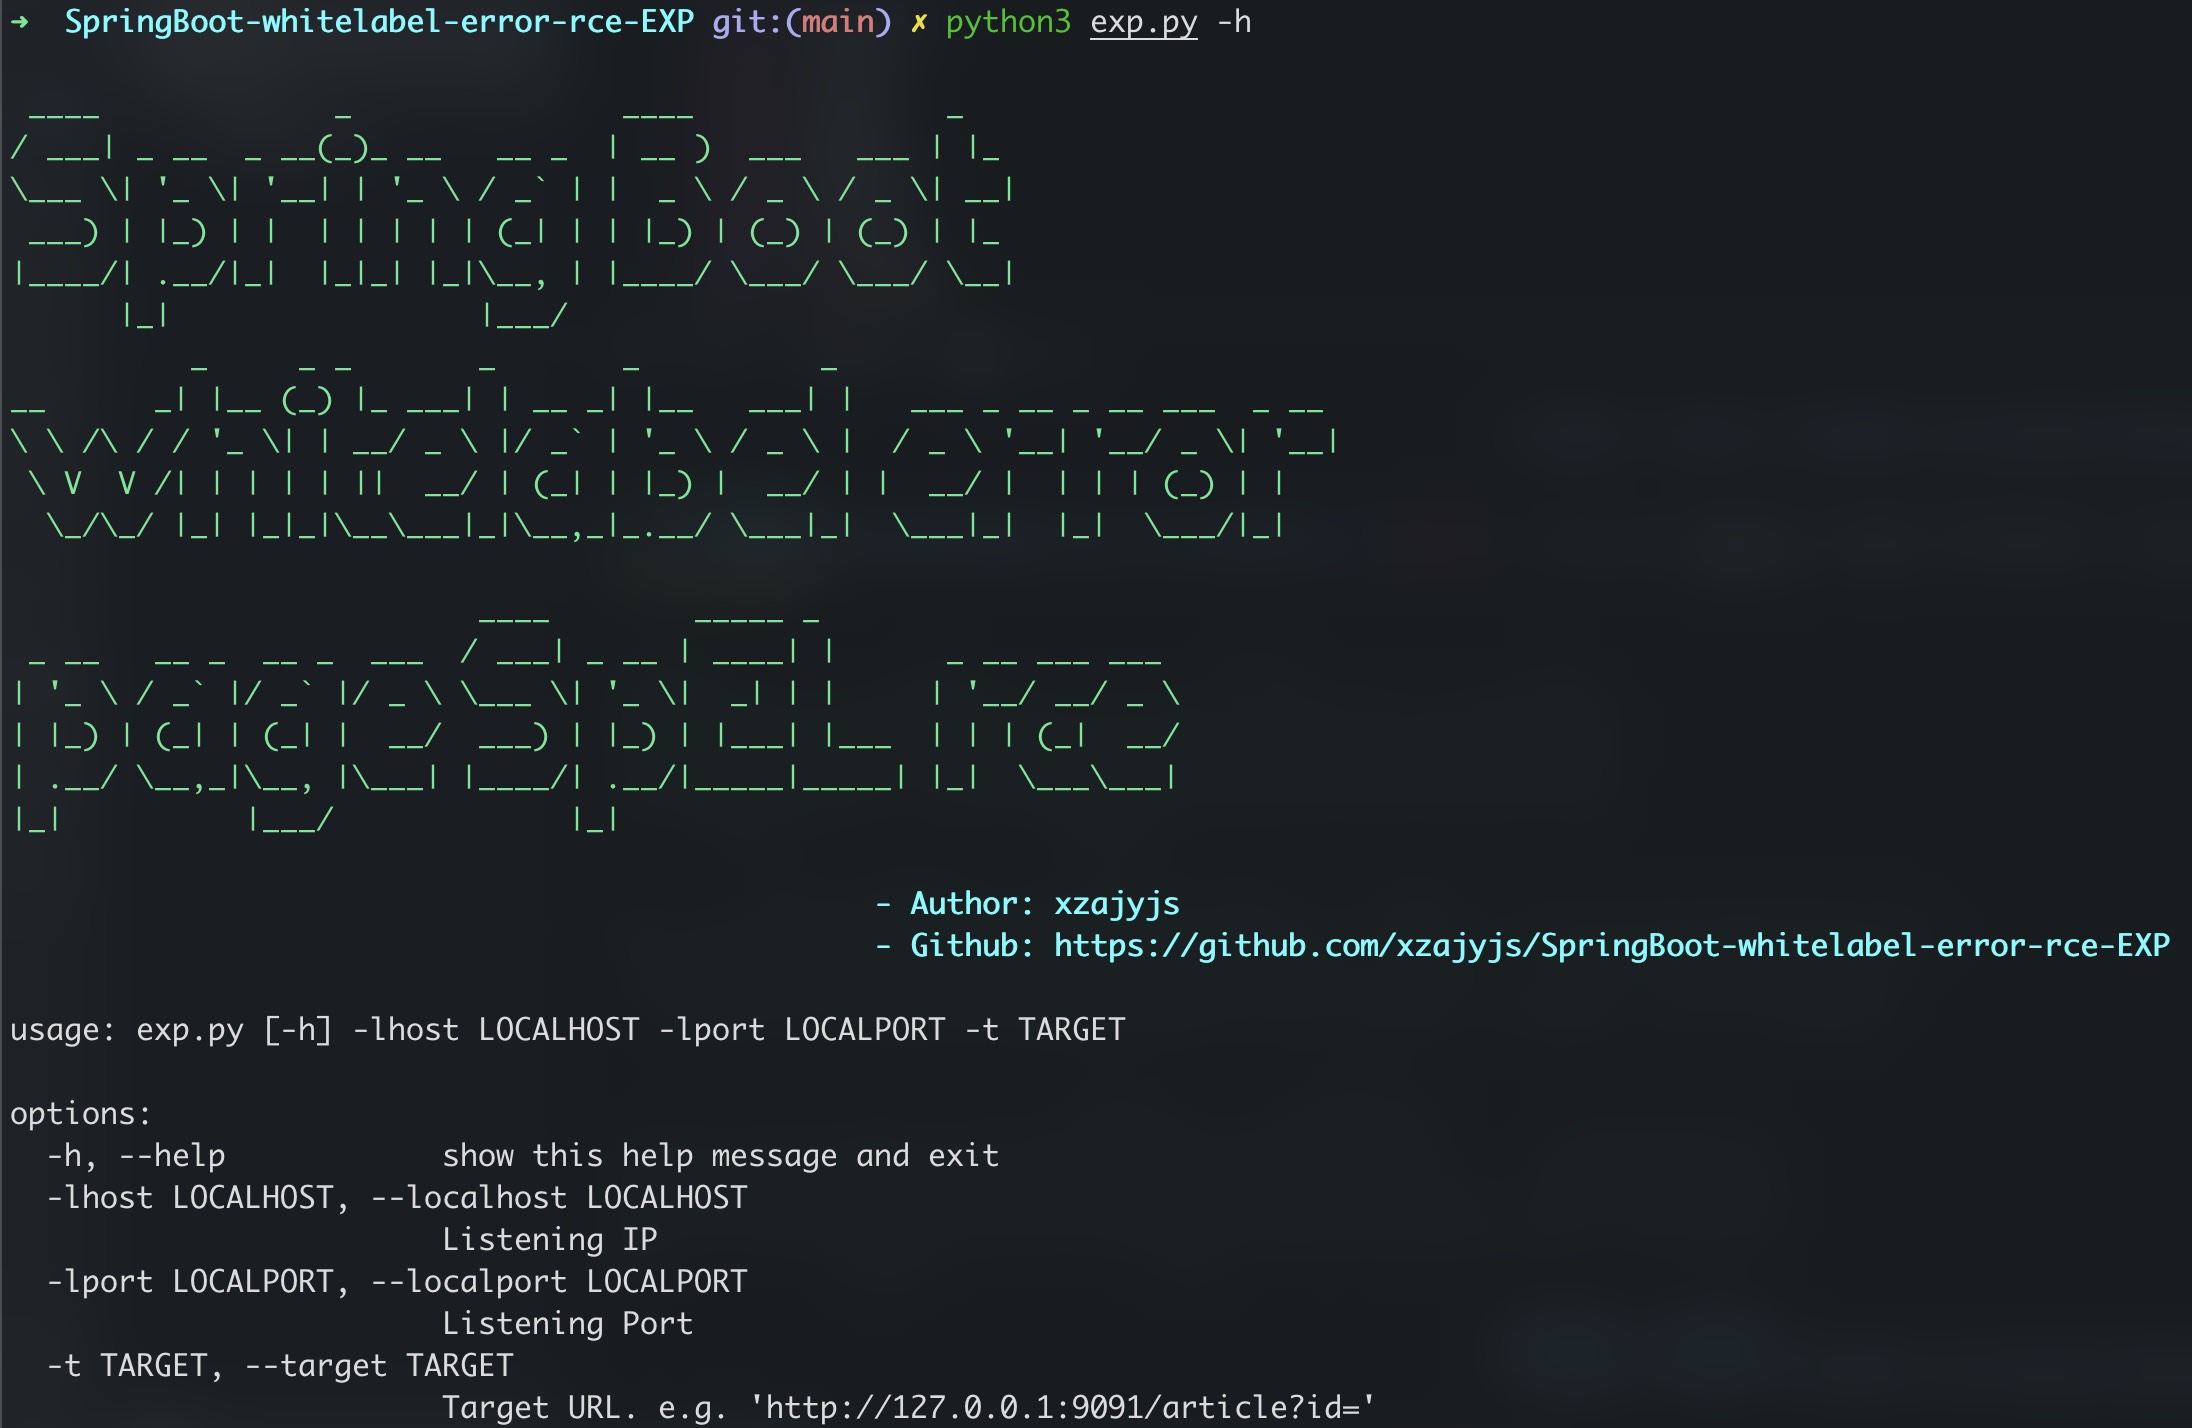 ➜  SpringBoot-whitelabel-error-rce-EXP git:(main) ✗ python3 exp.py -h
SpringBoot
whitelabel error
pageSpEL rce
- Author: xzajyjs
- Github: https://github.com/xzajyjs/SpringBoot-whitelabel-error-rce-EXP
usage: exp.py [-h] -lhost LOCALHOST -lport LOCALPORT -t TARGET
options:
-h, --help            show this help message and exit
-lhost LOCALHOST, --localhost LOCALHOST
Listening IP
-lport LOCALPORT, --localport LOCALPORT
Listening Port
-t TARGET, --target TARGET
Target URL. e.g. 'http://127.0.0.1:9091/article?id='